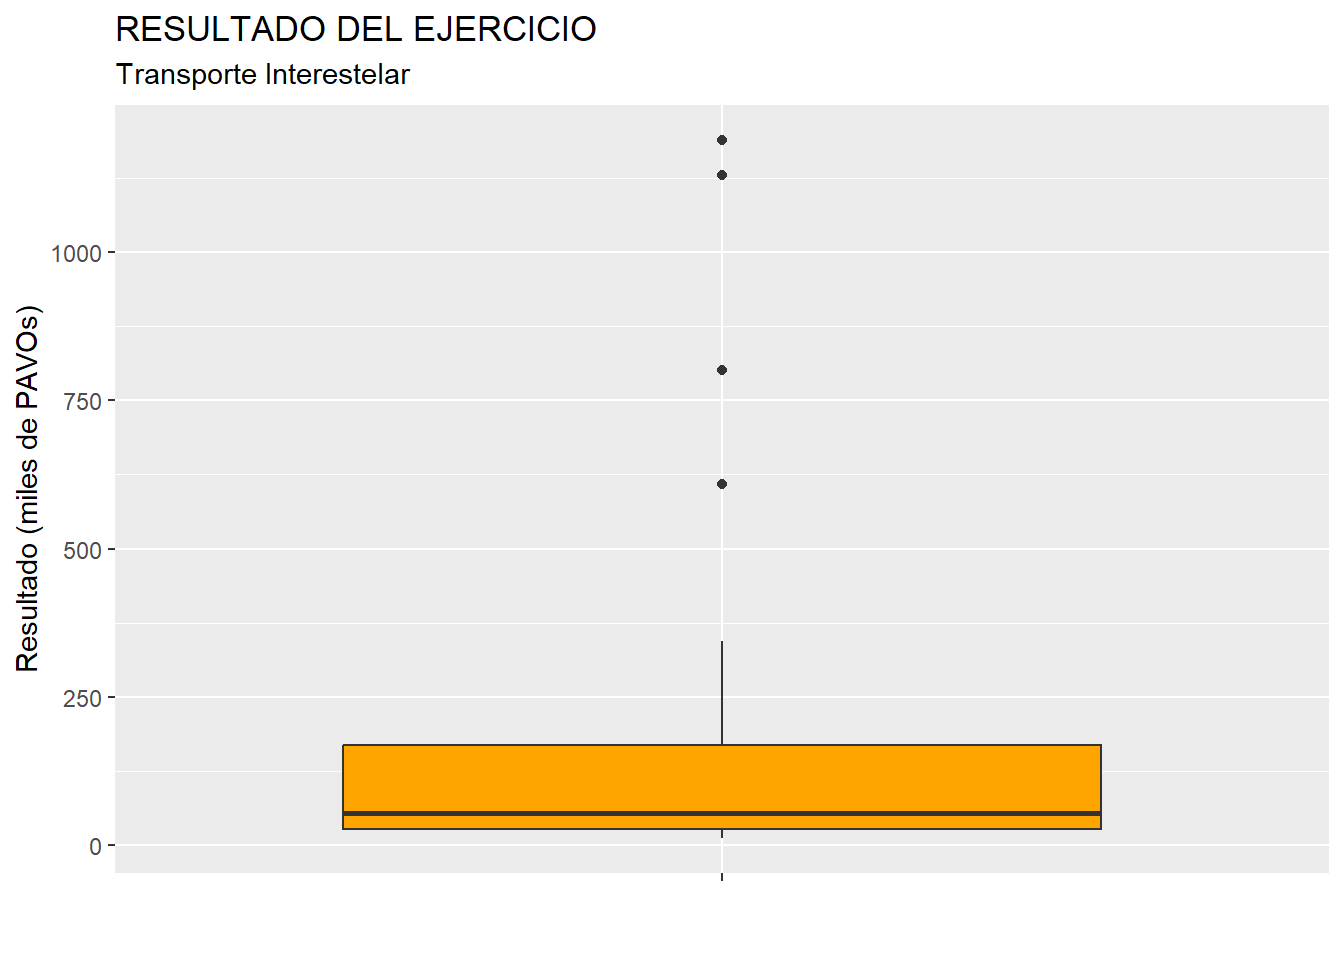 RESULTADO DEL EJERCICIO
Transporte Interestelar
Resultado (miles de PAVOs)
1000
750
500
250
0